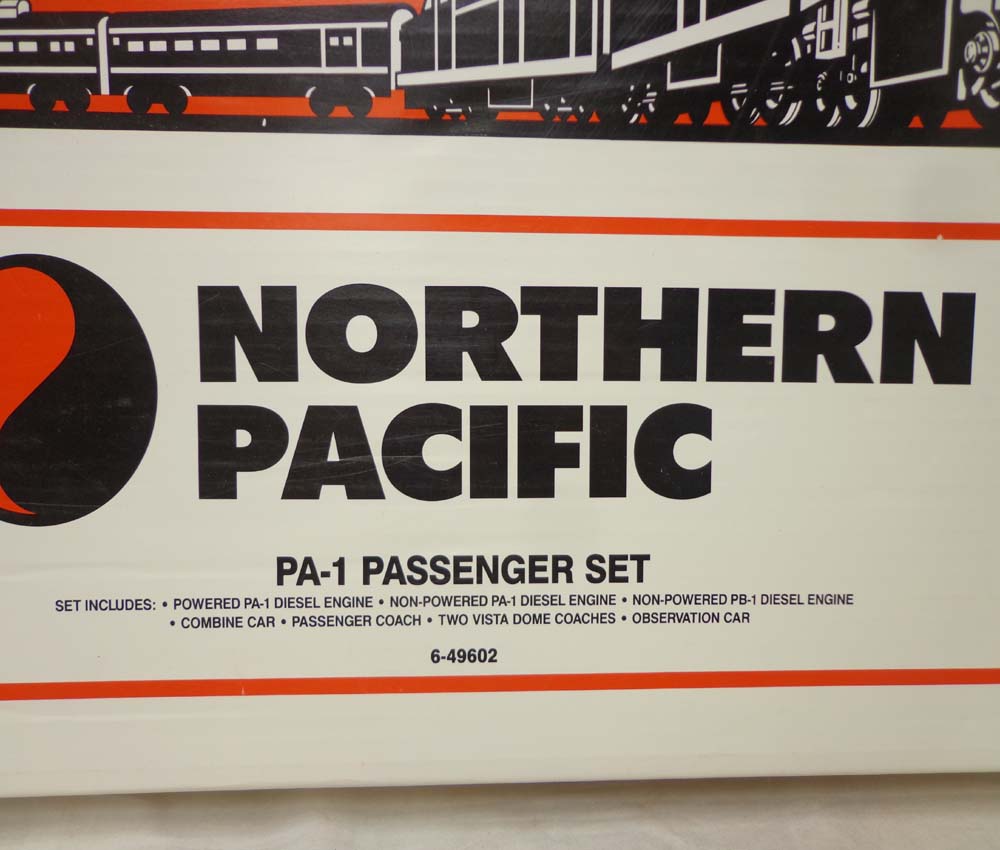 NORTHERN
PACIFIC
PA-1 PASSENGER SET
SET INCLUDES: • POWERED PA-1 DIESEL ENGINE • NON-POWERED PA-1 DIESEL ENGINE • NON-POWERED PB-1 DIESEL ENGINE
• COMBINE CAR • PASSENGER COACH • TWO VISTA DOME COACHES • OBSERVATION CAR
6-49602